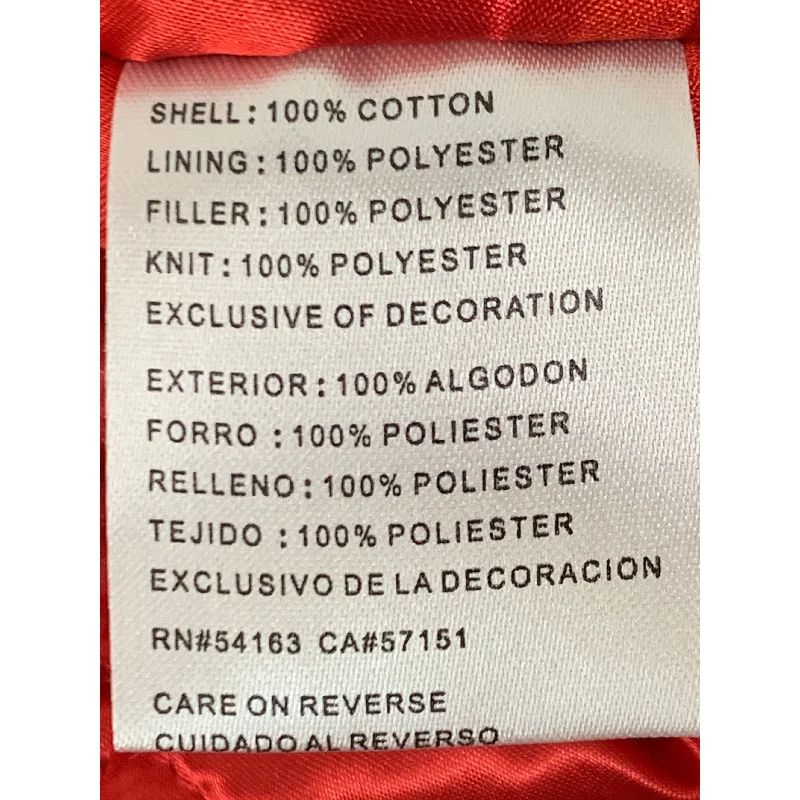 SHELL: 100% COTTON
LINING: 100% POLYESTER
FILLER: 100% POLYESTER
KNIT: 100% POLYESTER
EXCLUSIVE OF DECORATION
EXTERIOR: 100% ALGODON
FORRO : 100% POLIESTER
RELLENO: 100% POLIESTER
TEJIDO : 100% POLIESTER
EXCLUSIVO DE LA DECORACION
RN#54163 CA#57151
CARE ON REVERSE
CUIDADO AL REVERSO